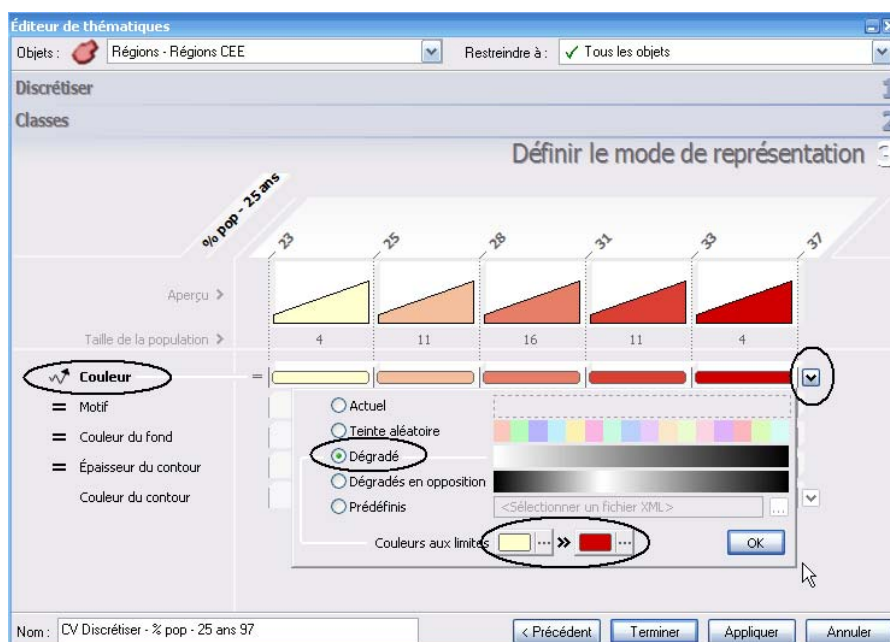 Éditeur de thématiques
Objets : Régions - Régions CEE Restreindre à : Tous les objets
Discrétiser 1
Classes 2
Définir le mode de représentation 3
% pop - 25 ans
23 25 28 31 33 37
Aperçu >
Taille de la population > 4 11 16 11 4
Couleur =
= Motif
= Couleur du fond
= Épaisseur du contour
Couleur du contour
Actuel
Teinte aléatoire
Dégradé
Dégradés en opposition
Prédéfinis <Sélectionner un fichier XML> ...
Couleurs aux limites ... » ... OK
Nom : CV Discrétiser - % pop - 25 ans 97 < Précédent Terminer Appliquer Annuler